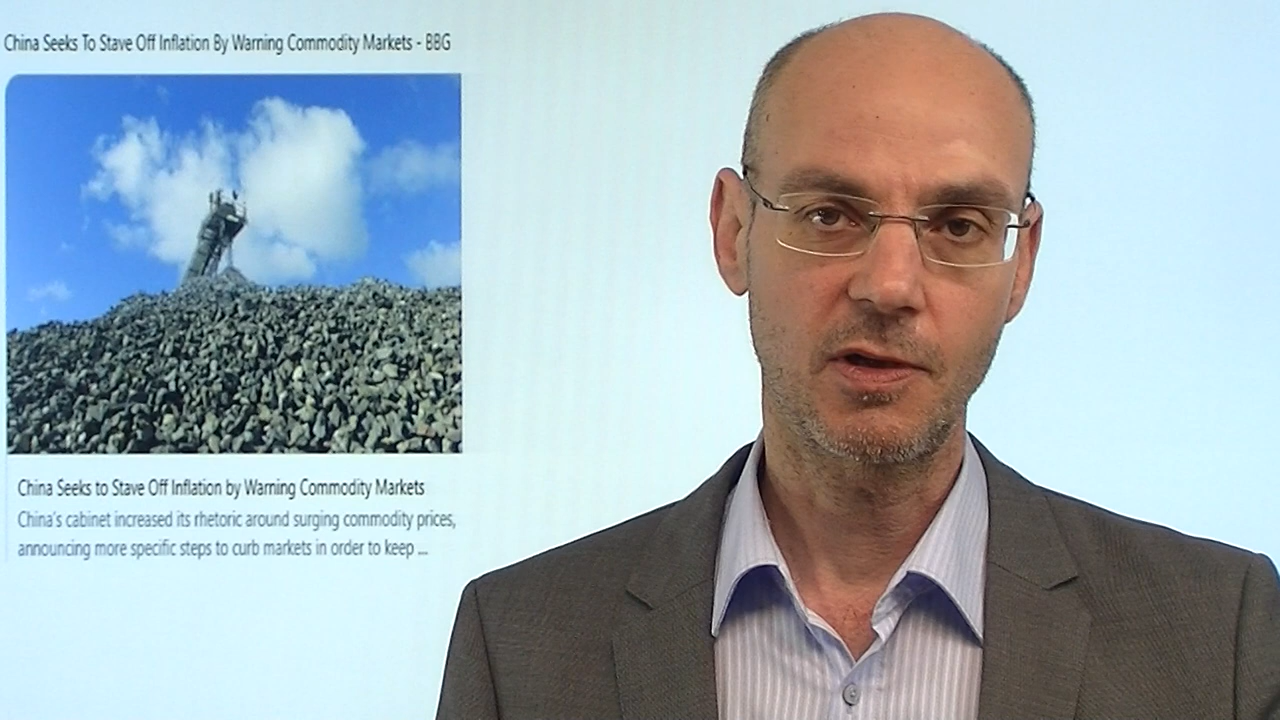 China Seeks To Stave Off Inflation By Warning Commodity Markets - BBG
China Seeks to Stave Off Inflation by Warning Commodity Markets
China's cabinet increased its rhetoric around surging commodity prices,
announcing more specific steps to curb markets in order to keep ...